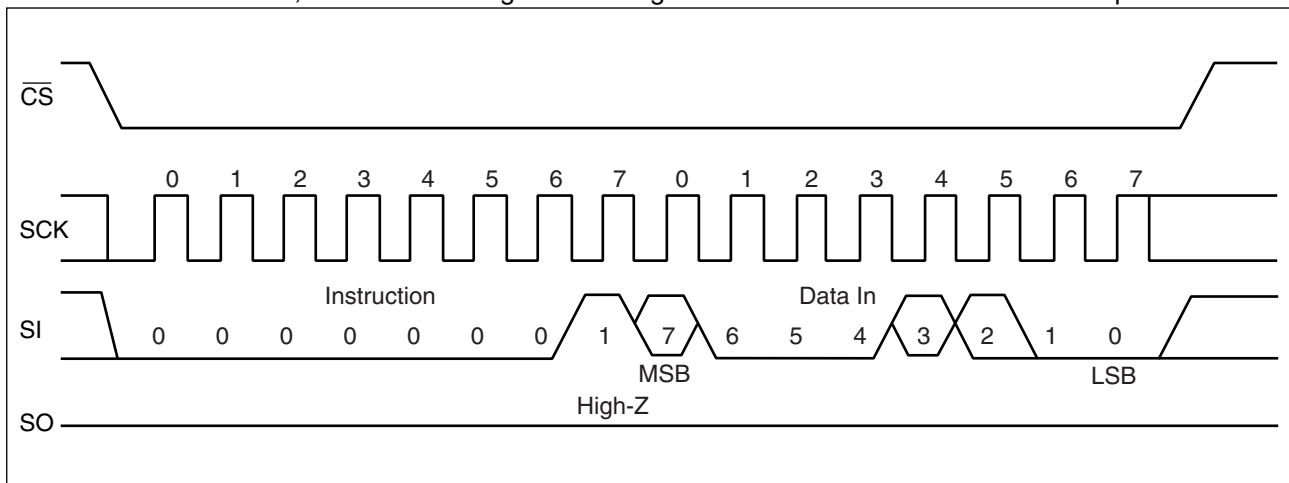 CS
0 1 2 3 4 5 6 7 0 1 2 3 4 5 6 7
SCK
Instruction Data In
SI 0 0 0 0 0 0 0 1 7 6 5 4 3 2 1 0
MSB LSB
High-Z
SO